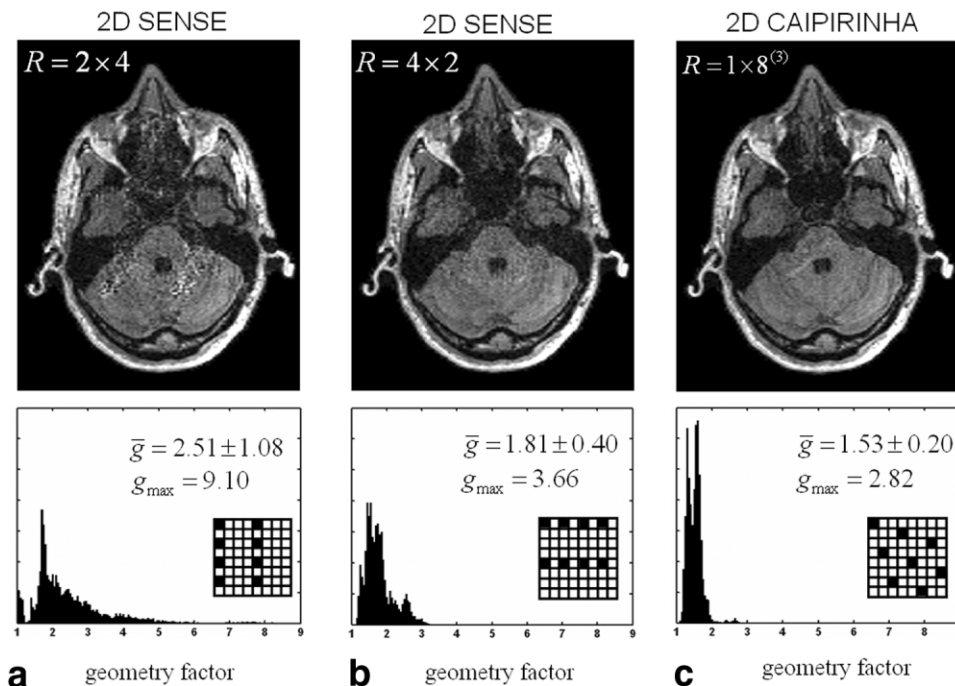 2D SENSE
2D SENSE
2D CAIPIRINHA
R = 2 × 4
R = 4 × 2
R = 1 × 8⁽³⁾
g̅ = 2.51 ± 1.08
g_max = 9.10
g̅ = 1.81 ± 0.40
g_max = 3.66
g̅ = 1.53 ± 0.20
g_max = 2.82
1 2 3 4 5 6 7 8 9
1 2 3 4 5 6 7 8 9
1 2 3 4 5 6 7 8
a geometry factor
b geometry factor
c geometry factor